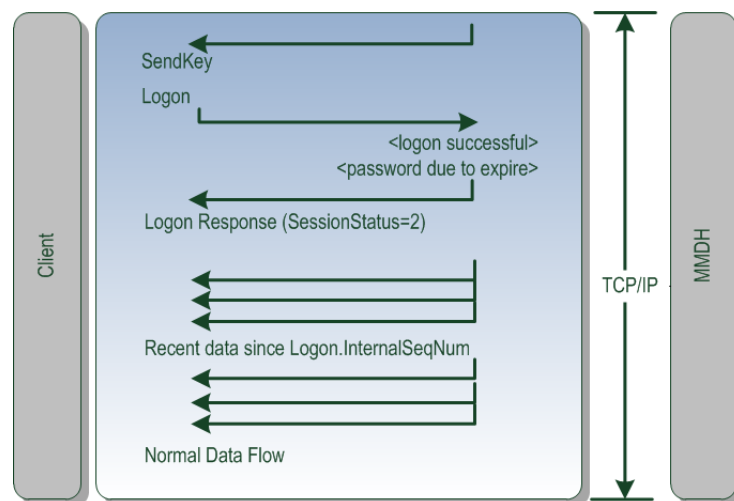 SendKey
Logon
<logon successful>
<password due to expire>
Logon Response (SessionStatus=2)
Client
TCP/IP
MMDH
Recent data since Logon.InternalSeqNum
Normal Data Flow